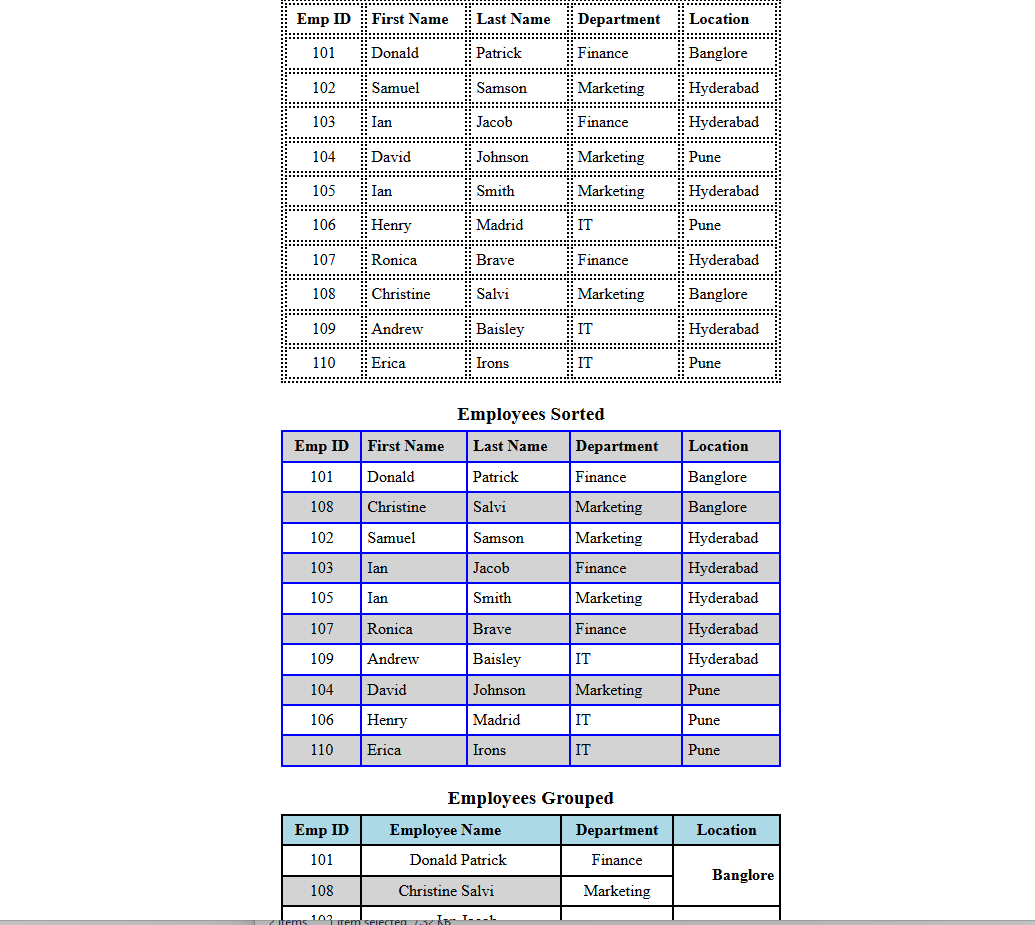 Emp ID First Name Last Name Department Location
101 Donald Patrick Finance Banglore
102 Samuel Samson Marketing Hyderabad
103 Ian Jacob Finance Hyderabad
104 David Johnson Marketing Pune
105 Ian Smith Marketing Hyderabad
106 Henry Madrid IT Pune
107 Ronica Brave Finance Hyderabad
108 Christine Salvi Marketing Banglore
109 Andrew Baisley IT Hyderabad
110 Erica Irons IT Pune
Employees Sorted
Emp ID First Name Last Name Department Location
101 Donald Patrick Finance Banglore
108 Christine Salvi Marketing Banglore
102 Samuel Samson Marketing Hyderabad
103 Ian Jacob Finance Hyderabad
105 Ian Smith Marketing Hyderabad
107 Ronica Brave Finance Hyderabad
109 Andrew Baisley IT Hyderabad
104 David Johnson Marketing Pune
106 Henry Madrid IT Pune
110 Erica Irons IT Pune
Employees Grouped
Emp ID Employee Name Department Location
101 Donald Patrick Finance
Banglore
108 Christine Salvi Marketing
103 Ian Jacob
2 items 1 item selected 7.52 KB